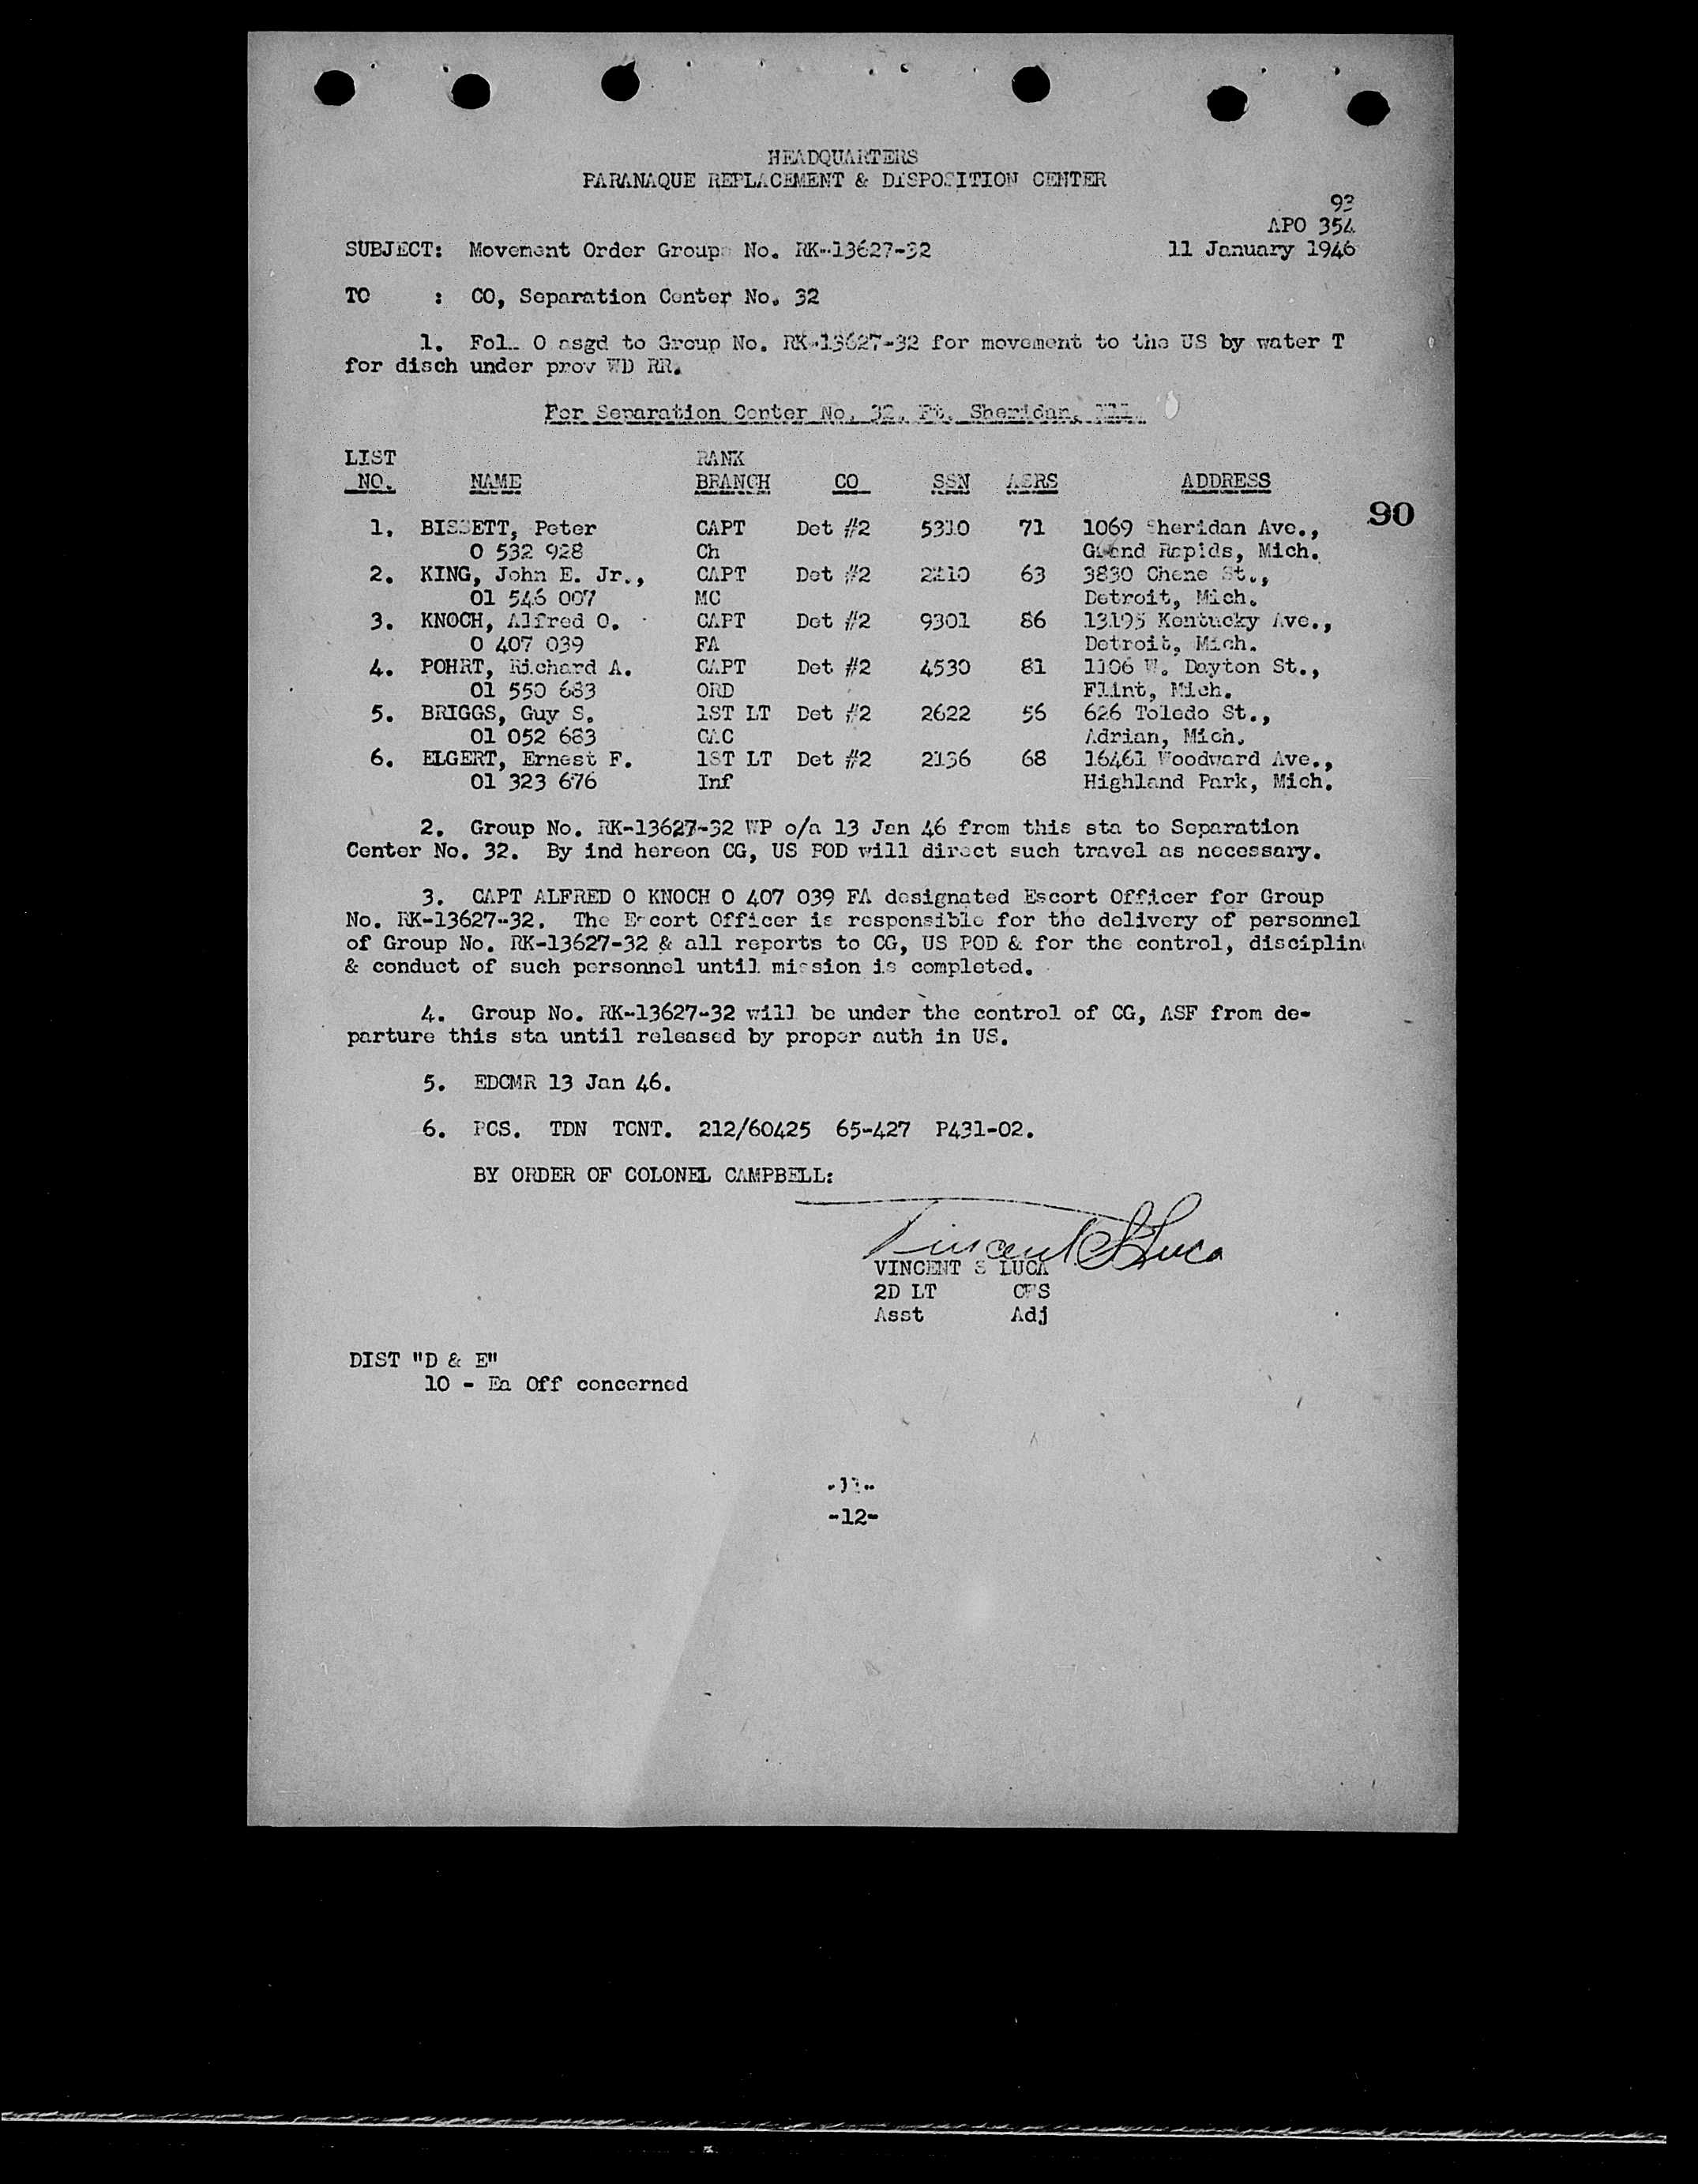 HEADQUARTERS
PARANAQUE REPLACEMENT & DISPOSITION CENTER
93
APO 354
SUBJECT: Movement Order Group No. RK-13627-32 11 January 1946
TO : CO, Separation Center No. 32
1. Fol O asgd to Group No. RK-13627-32 for movement to the US by water T
for disch under prov WD RR.
For Separation Center No. 32, Ft. Sheridan, Ill.
LIST RANK
NO. NAME BRANCH CO SSN ASRS ADDRESS
90
1. BISSETT, Peter CAPT Det #2 5310 71 1069 Sheridan Ave.,
O 532 928 Ch Grand Rapids, Mich.
2. KING, John E. Jr., CAPT Det #2 63 3830 Chene St.,
01 546 007 MC Detroit, Mich.
3. KNOCH, Alfred O. CAPT Det #2 9301 86 13195 Kentucky Ave.,
O 407 039 FA Detroit, Mich.
4. POHRT, Richard A. CAPT Det #2 4530 81 1106 W. Dayton St.,
01 550 683 ORD Flint, Mich.
5. BRIGGS, Guy S. 1ST LT Det #2 2622 56 626 Toledo St.,
01 052 683 CAC Adrian, Mich.
6. ELGERT, Ernest F. 1ST LT Det #2 2136 68 16461 Woodward Ave.,
01 323 676 Inf Highland Park, Mich.
2. Group No. RK-13627-32 WP o/a 13 Jan 46 from this sta to Separation
Center No. 32. By ind hereon CG, US POD will direct such travel as necessary.
3. CAPT ALFRED O KNOCH O 407 039 FA designated Escort Officer for Group
No. RK-13627-32. The Escort Officer is responsible for the delivery of personnel
of Group No. RK-13627-32 & all reports to CG, US POD & for the control, disciplin
& conduct of such personnel until mission is completed.
4. Group No. RK-13627-32 will be under the control of CG, ASF from de-
parture this sta until released by proper auth in US.
5. EDCMR 13 Jan 46.
6. PCS. TDN TCNT. 212/60425 65-427 P431-02.
BY ORDER OF COLONEL CAMPBELL:
Vincent S Luca
VINCENT S LUCA
2D LT
Asst Adj
DIST "D & E"
10 - Ea Off concerned
-12-